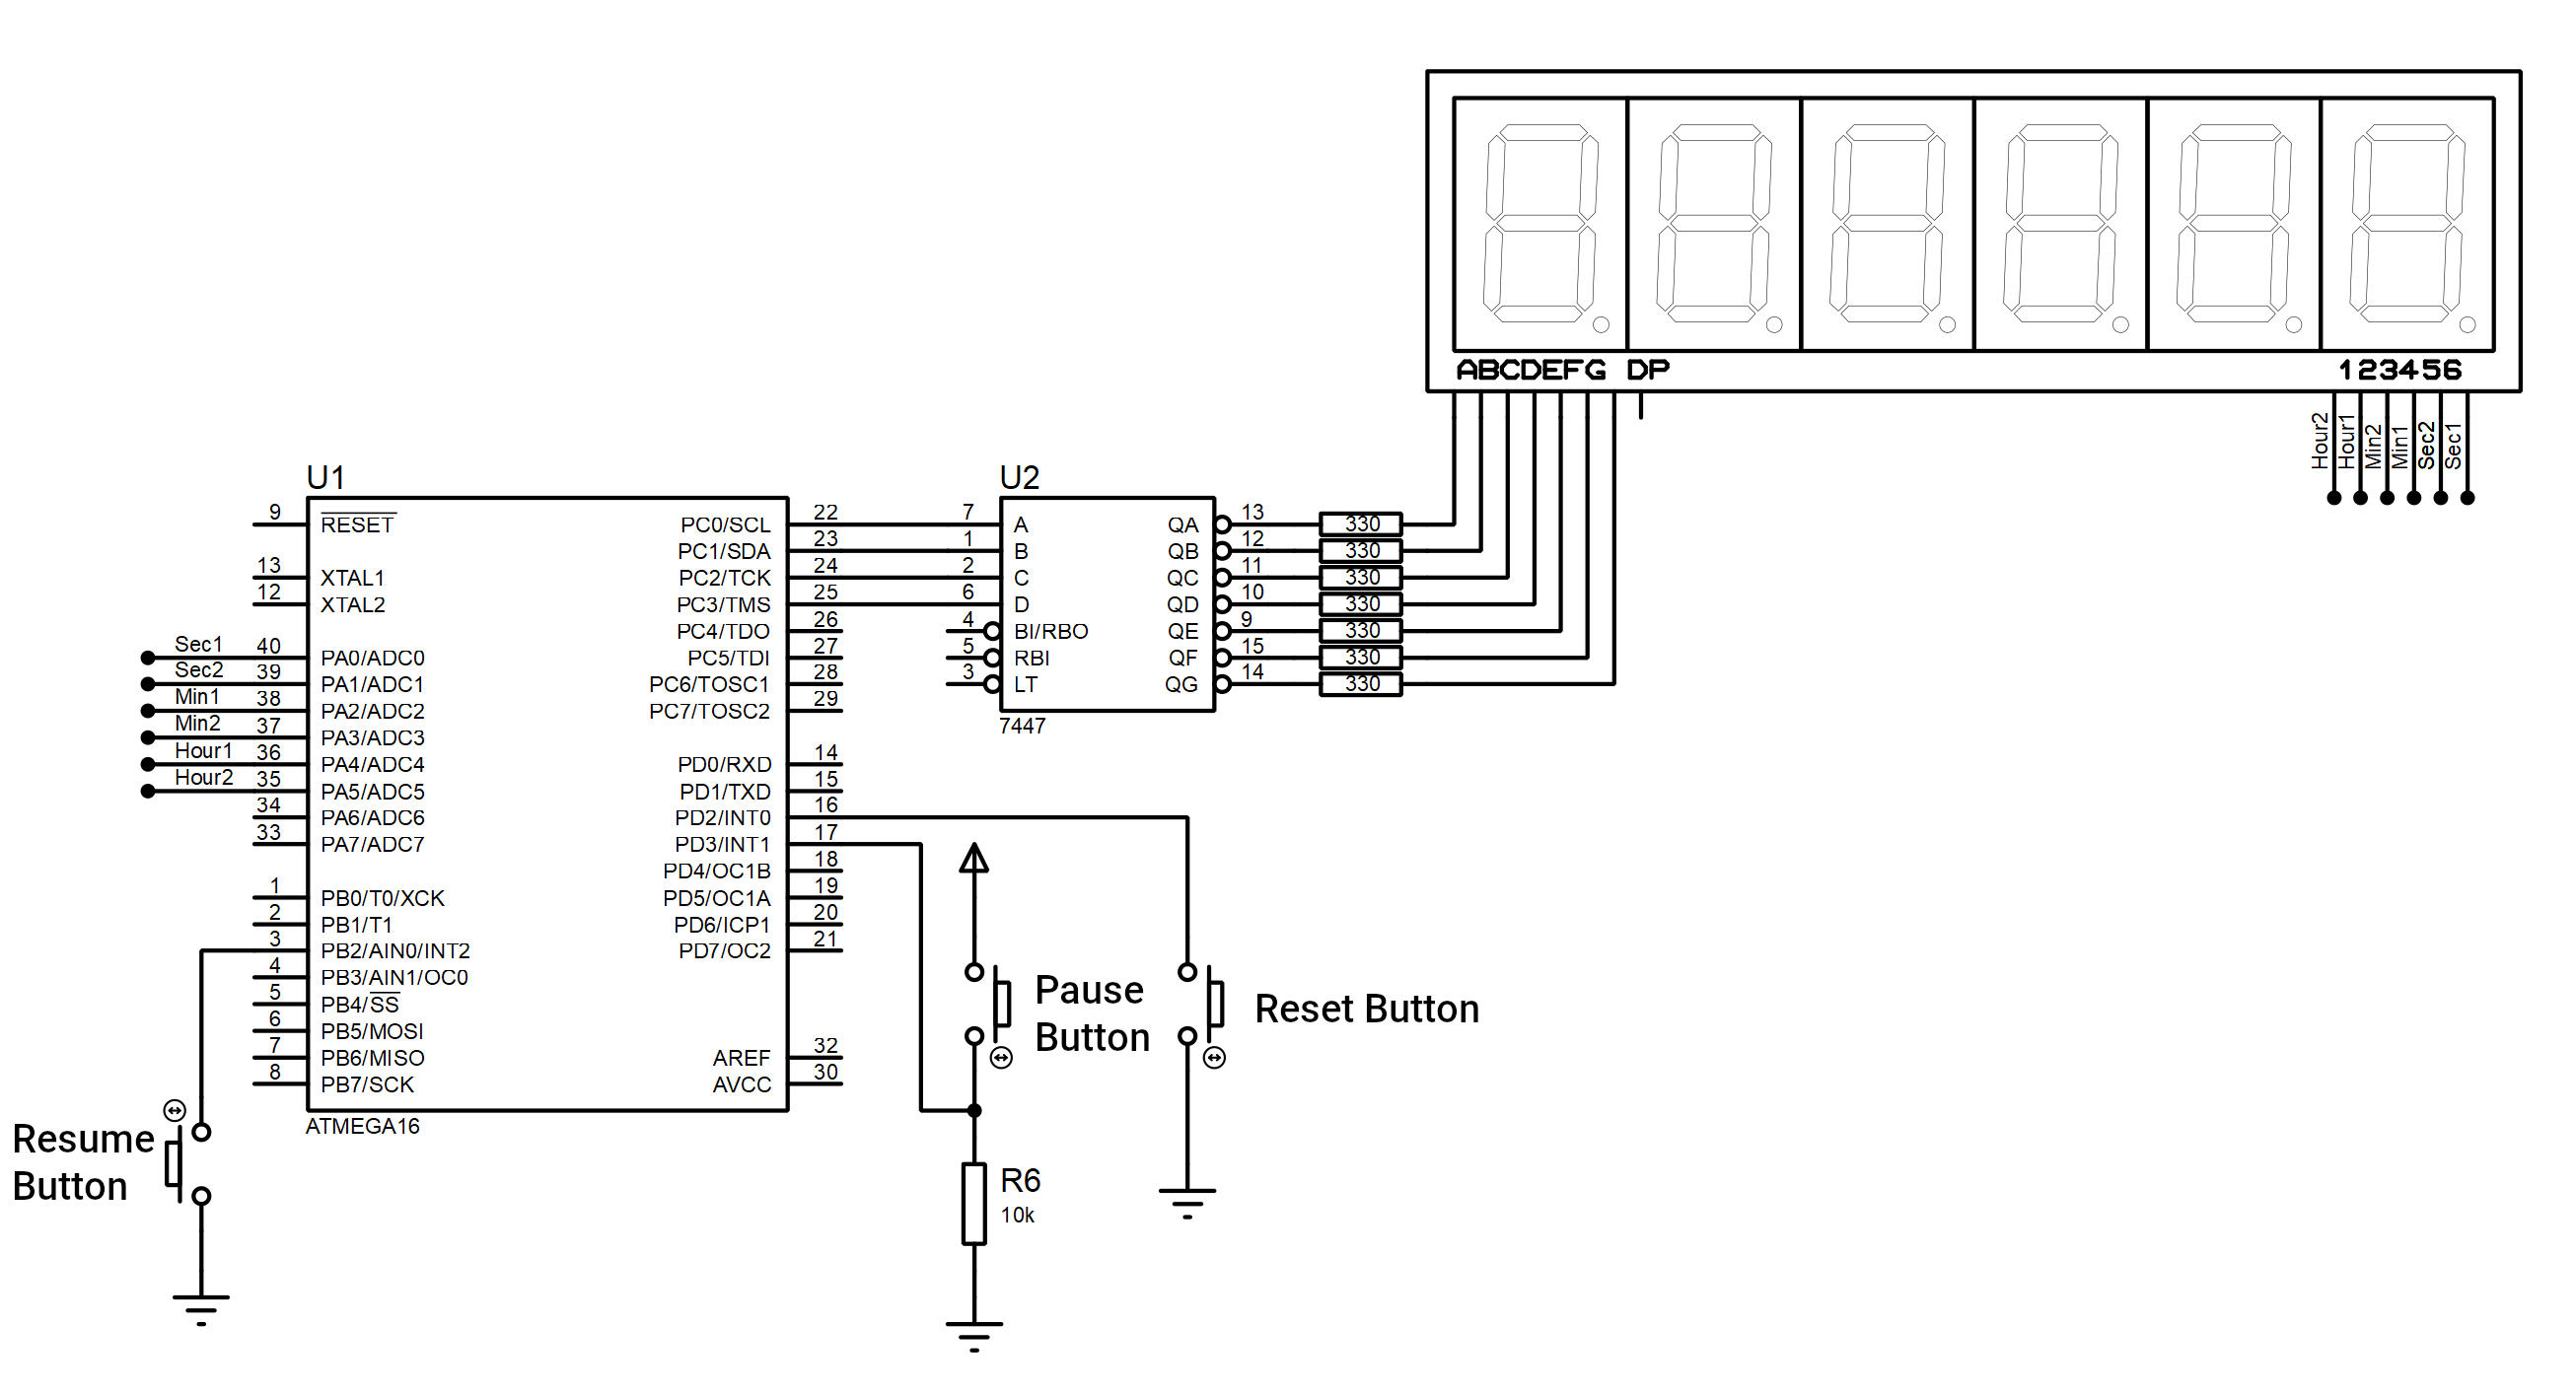 ABCDEFG DP
123456
Hour2
Hour1
Min2
Min1
Sec2
Sec1
U1
9 RESET
13 XTAL1
12 XTAL2
Sec1 40 PA0/ADC0
Sec2 39 PA1/ADC1
Min1 38 PA2/ADC2
Min2 37 PA3/ADC3
Hour1 36 PA4/ADC4
Hour2 35 PA5/ADC5
34 PA6/ADC6
33 PA7/ADC7
1 PB0/T0/XCK
2 PB1/T1
3 PB2/AIN0/INT2
4 PB3/AIN1/OC0
5 PB4/SS
6 PB5/MOSI
7 PB6/MISO
8 PB7/SCK
PC0/SCL 22
PC1/SDA 23
PC2/TCK 24
PC3/TMS 25
PC4/TDO 26
PC5/TDI 27
PC6/TOSC1 28
PC7/TOSC2 29
PD0/RXD 14
PD1/TXD 15
PD2/INT0 16
PD3/INT1 17
PD4/OC1B 18
PD5/OC1A 19
PD6/ICP1 20
PD7/OC2 21
AREF 32
AVCC 30
ATMEGA16
U2
7 A
1 B
2 C
6 D
4 BI/RBO
5 RBI
3 LT
QA 13 330
QB 12 330
QC 11 330
QD 10 330
QE 9 330
QF 15 330
QG 14 330
7447
Pause
Button
Reset Button
Resume
Button
R6
10k